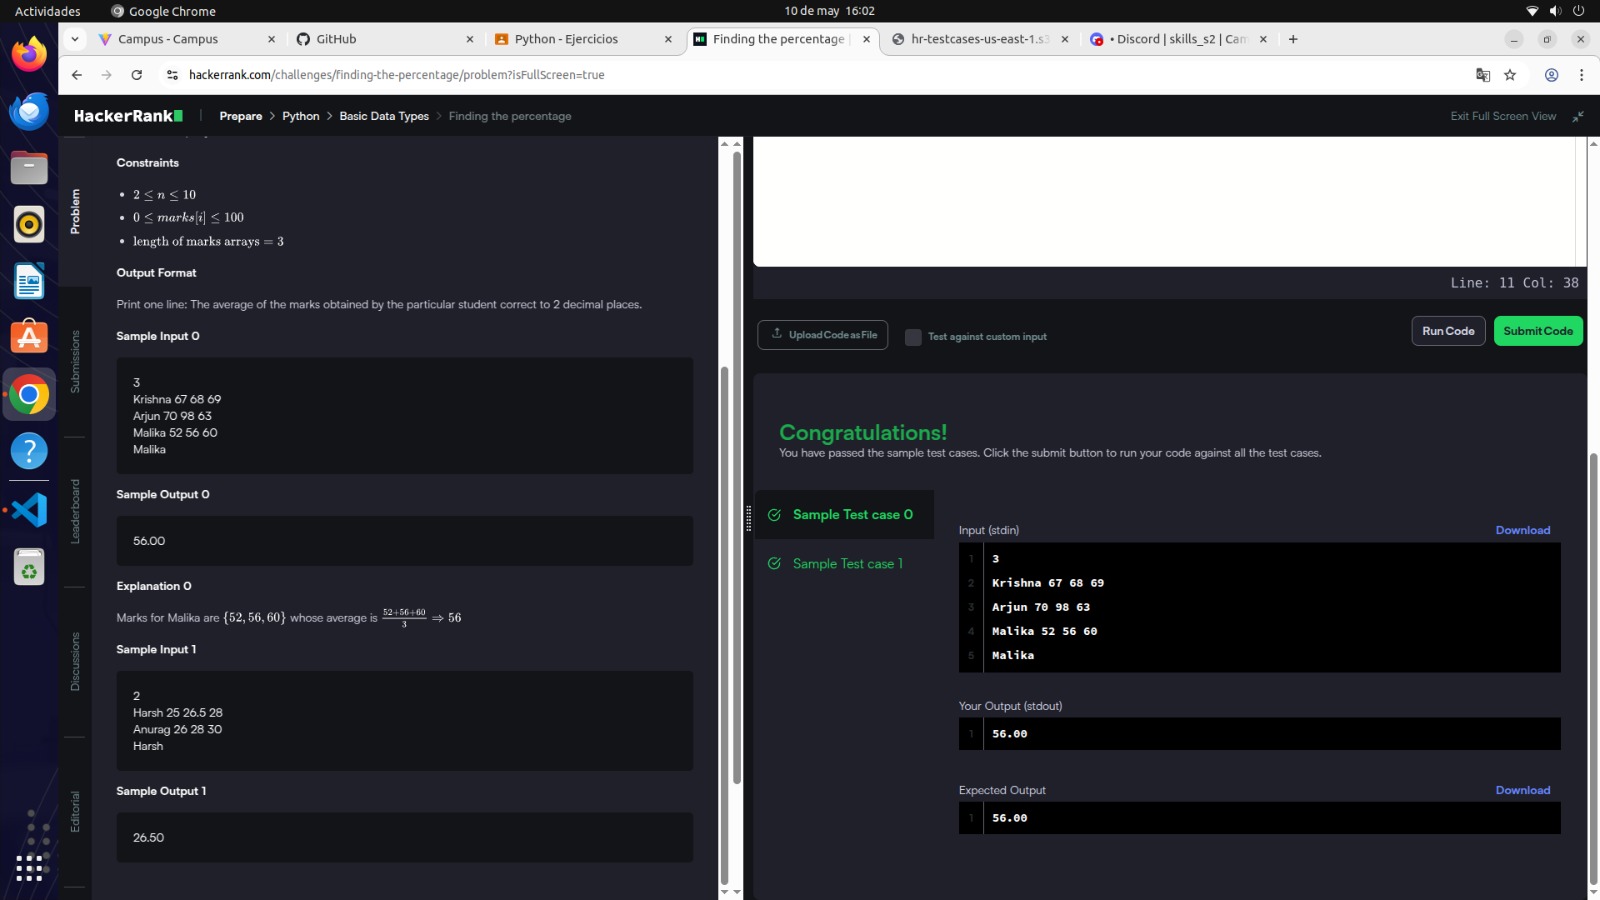 Actividades
Google Chrome
10 de may 16:02
Campus - Campus
GitHub
Python - Ejercicios
Finding the percentage
hr-testcases-us-east-1.s3
• Discord | skills_s2 | Cam
hackerrank.com/challenges/finding-the-percentage/problem?isFullScreen=true
HackerRank
Prepare > Python > Basic Data Types > Finding the percentage
Exit Full Screen View
Problem
Submissions
Leaderboard
Discussions
Editorial
Constraints
• 2 ≤ n ≤ 10
• 0 ≤ marks[i] ≤ 100
• length of marks arrays = 3
Output Format
Print one line: The average of the marks obtained by the particular student correct to 2 decimal places.
Sample Input 0
3
Krishna 67 68 69
Arjun 70 98 63
Malika 52 56 60
Malika
Sample Output 0
56.00
Explanation 0
Marks for Malika are {52, 56, 60} whose average is 52+56+60/3 ⇒ 56
Sample Input 1
2
Harsh 25 26.5 28
Anurag 26 28 30
Harsh
Sample Output 1
26.50
Line: 11 Col: 38
Upload Code as File
Test against custom input
Run Code
Submit Code
Congratulations!
You have passed the sample test cases. Click the submit button to run your code against all the test cases.
Sample Test case 0
Sample Test case 1
Input (stdin)
Download
1 3
2 Krishna 67 68 69
3 Arjun 70 98 63
4 Malika 52 56 60
5 Malika
Your Output (stdout)
1 56.00
Expected Output
Download
1 56.00